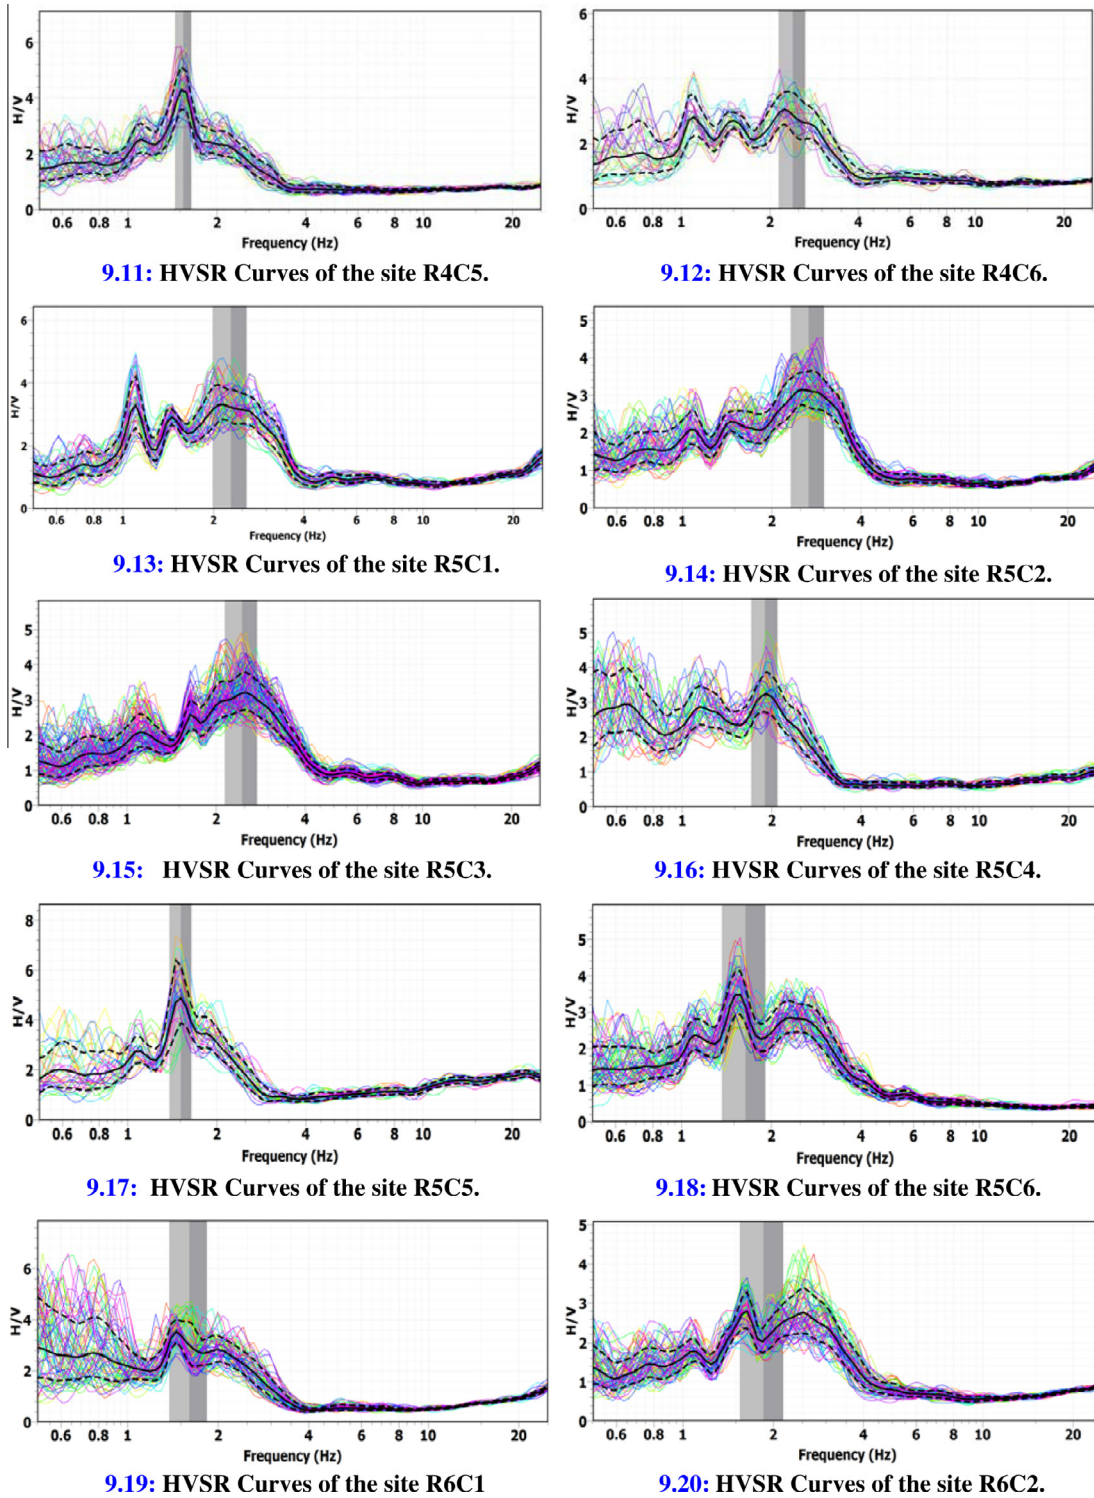 6
4
2
0
H/V
0.6 0.8 1 2 4 6 8 10 20
Frequency (Hz)
9.11: HVSR Curves of the site R4C5.
6
4
2
0
H/V
0.6 0.8 1 2 4 6 8 10 20
Frequency (Hz)
9.12: HVSR Curves of the site R4C6.
6
4
2
0
H/V
0.6 0.8 1 2 4 6 8 10 20
Frequency (Hz)
9.13: HVSR Curves of the site R5C1.
5
4
3
2
1
0
H/V
0.6 0.8 1 2 4 6 8 10 20
Frequency (Hz)
9.14: HVSR Curves of the site R5C2.
5
4
3
2
1
0
H/V
0.6 0.8 1 2 4 6 8 10 20
Frequency (Hz)
9.15: HVSR Curves of the site R5C3.
5
4
3
2
1
0
H/V
0.6 0.8 1 2 4 6 8 10 20
Frequency (Hz)
9.16: HVSR Curves of the site R5C4.
8
6
4
2
0
H/V
0.6 0.8 1 2 4 6 8 10 20
Frequency (Hz)
9.17: HVSR Curves of the site R5C5.
5
4
3
2
1
0
H/V
0.6 0.8 1 2 4 6 8 10 20
Frequency (Hz)
9.18: HVSR Curves of the site R5C6.
6
4
2
0
H/V
0.6 0.8 1 2 4 6 8 10 20
Frequency (Hz)
9.19: HVSR Curves of the site R6C1
5
4
3
2
1
0
H/V
0.6 0.8 1 2 4 6 8 10 20
Frequency (Hz)
9.20: HVSR Curves of the site R6C2.